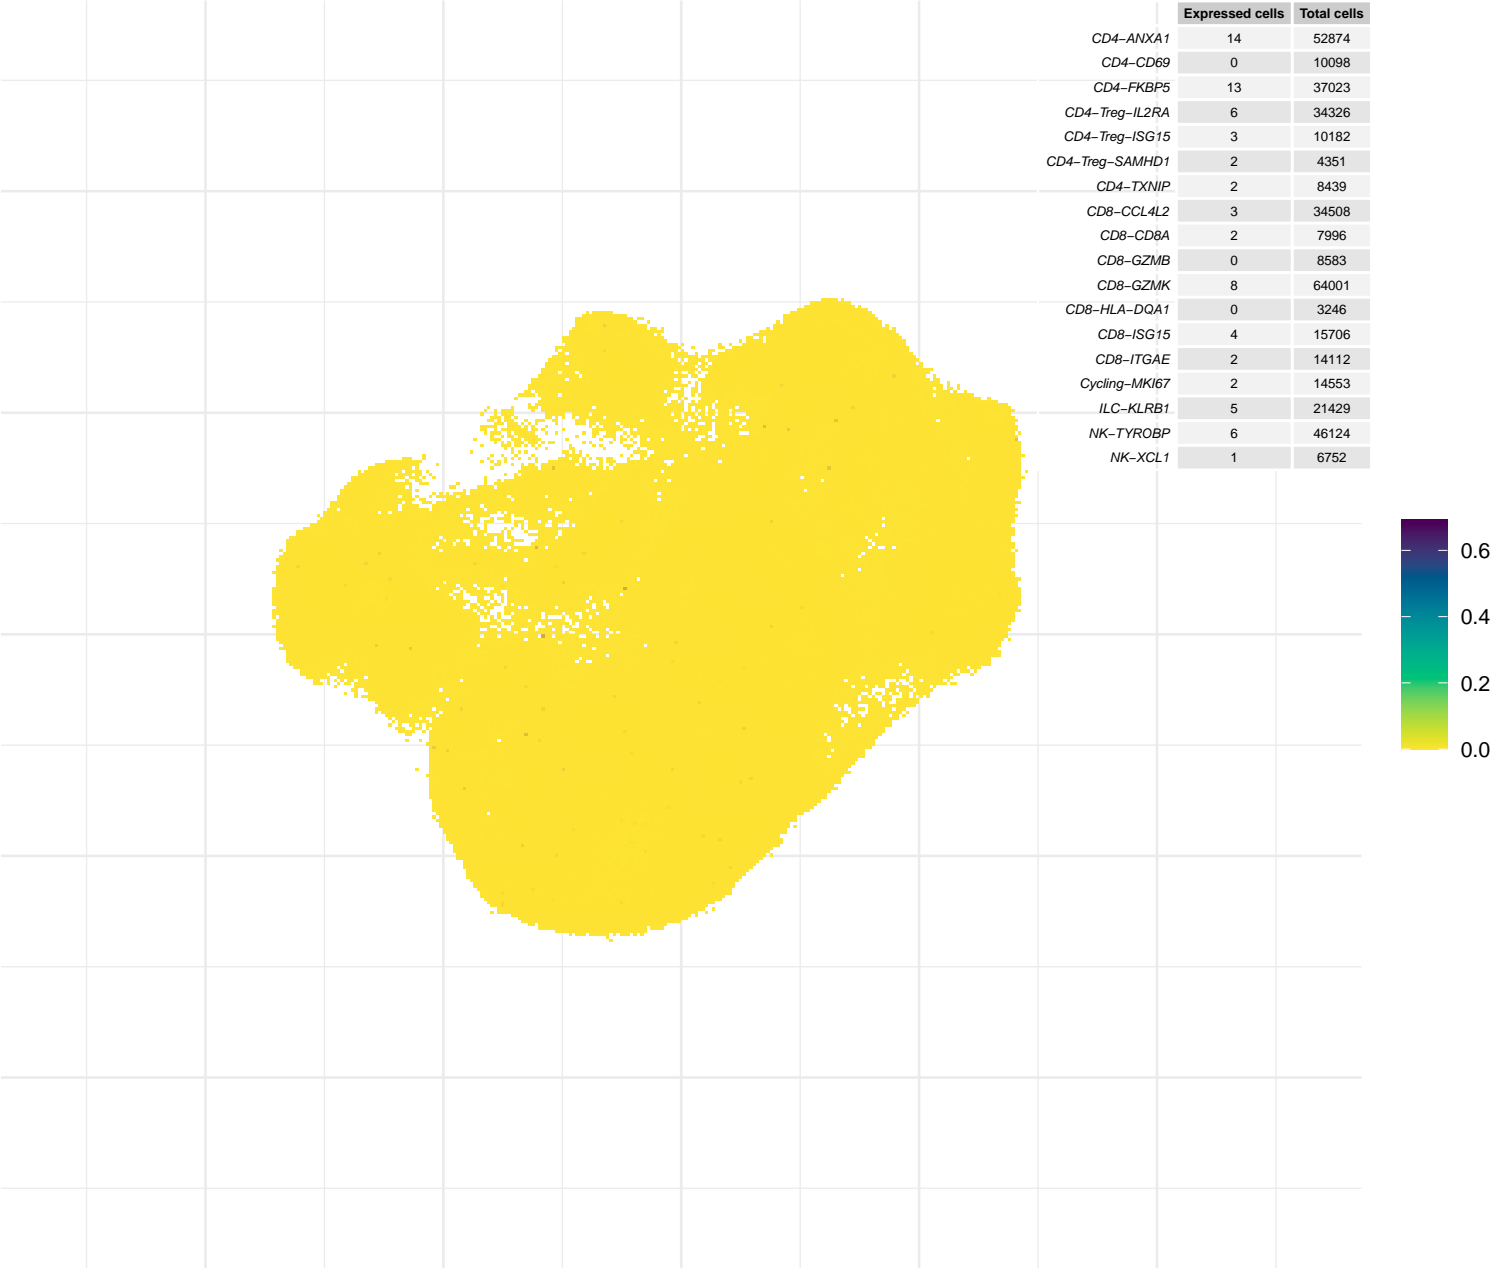 Expressed cells Total cells
CD4−ANXA1 14 52874
CD4−CD69 0 10098
CD4−FKBP5 13 37023
CD4−Treg−IL2RA 6 34326
CD4−Treg−ISG15 3 10182
CD4−Treg−SAMHD1 2 4351
CD4−TXNIP 2 8439
CD8−CCL4L2 3 34508
CD8−CD8A 2 7996
CD8−GZMB 0 8583
CD8−GZMK 8 64001
CD8−HLA−DQA1 0 3246
CD8−ISG15 4 15706
CD8−ITGAE 2 14112
Cycling−MKI67 2 14553
ILC−KLRB1 5 21429
NK−TYROBP 6 46124
NK−XCL1 1 6752
0.6
0.4
0.2
0.0